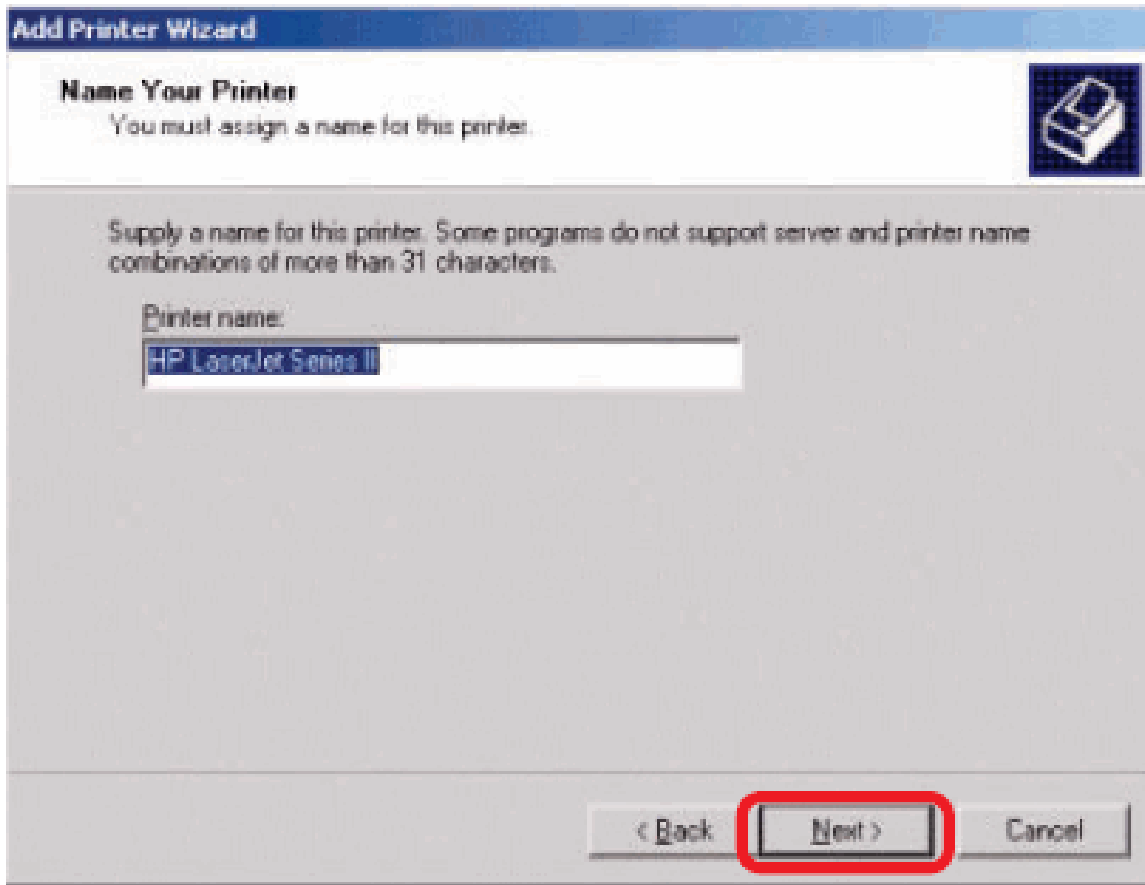 Add Printer Wizard
Name Your Printer
You must assign a name for this printer.
Supply a name for this printer. Some programs do not support server and printer name
combinations of more than 31 characters.
Printer name:
HP LaserJet Series II
< Back
Next >
Cancel